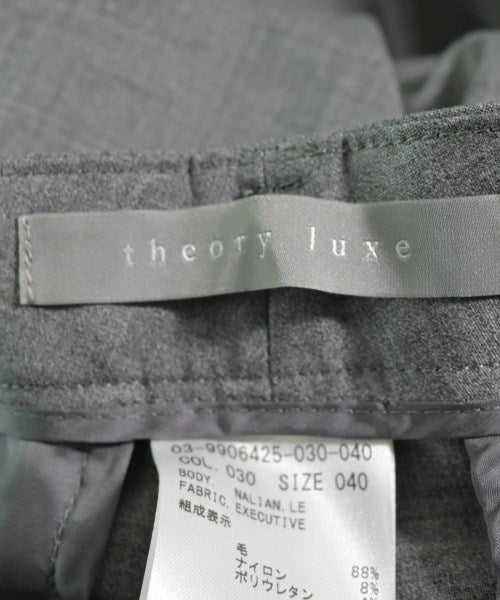 theory luxe
03-9906425-030-040
COL. 030 SIZE 040
BODY. NALIAN.LE
FABRIC.EXECUTIVE
組成表示
毛 88%
ナイロン 8%
ポリウレタン 4%